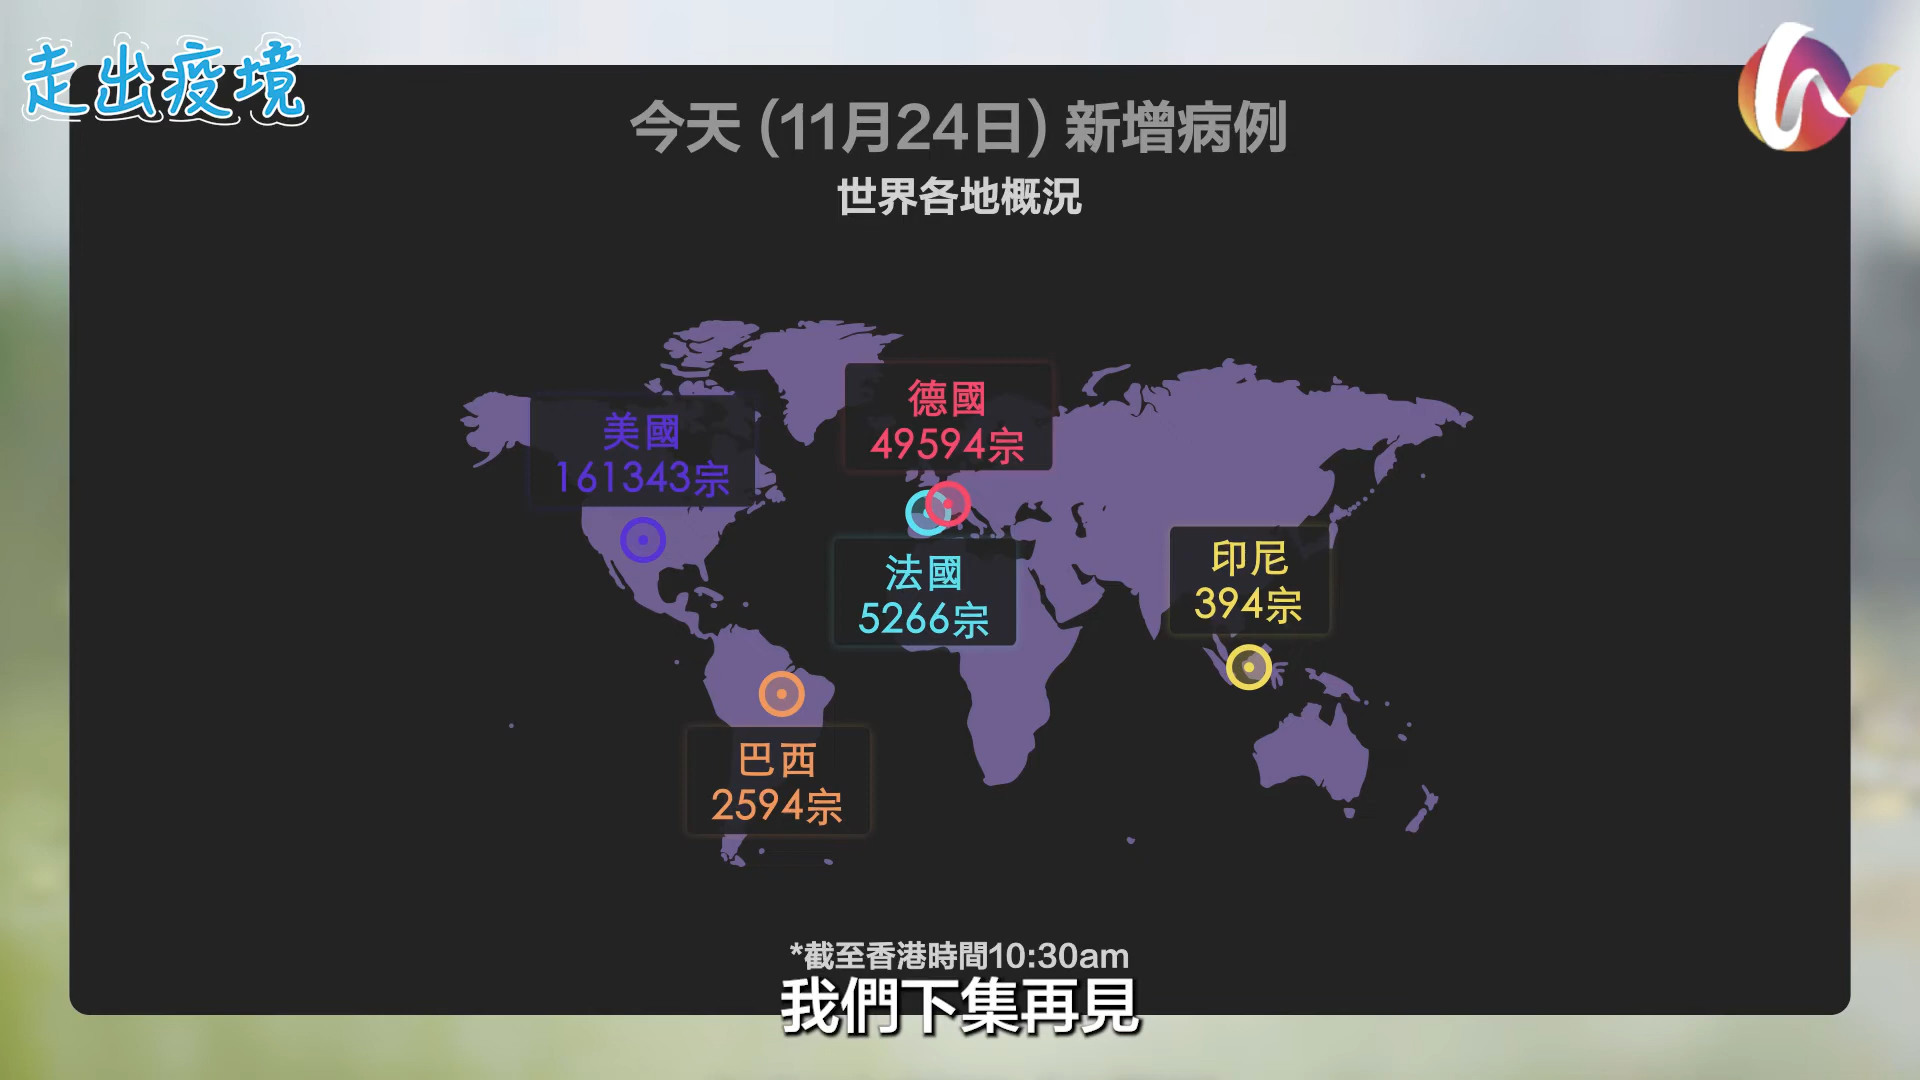 走出疫境
今天 (11月24日) 新增病例
世界各地概況
德國
49594宗
美國
161343宗
法國
5266宗
印尼
394宗
巴西
2594宗
*截至香港時間10:30am
我們下集再見